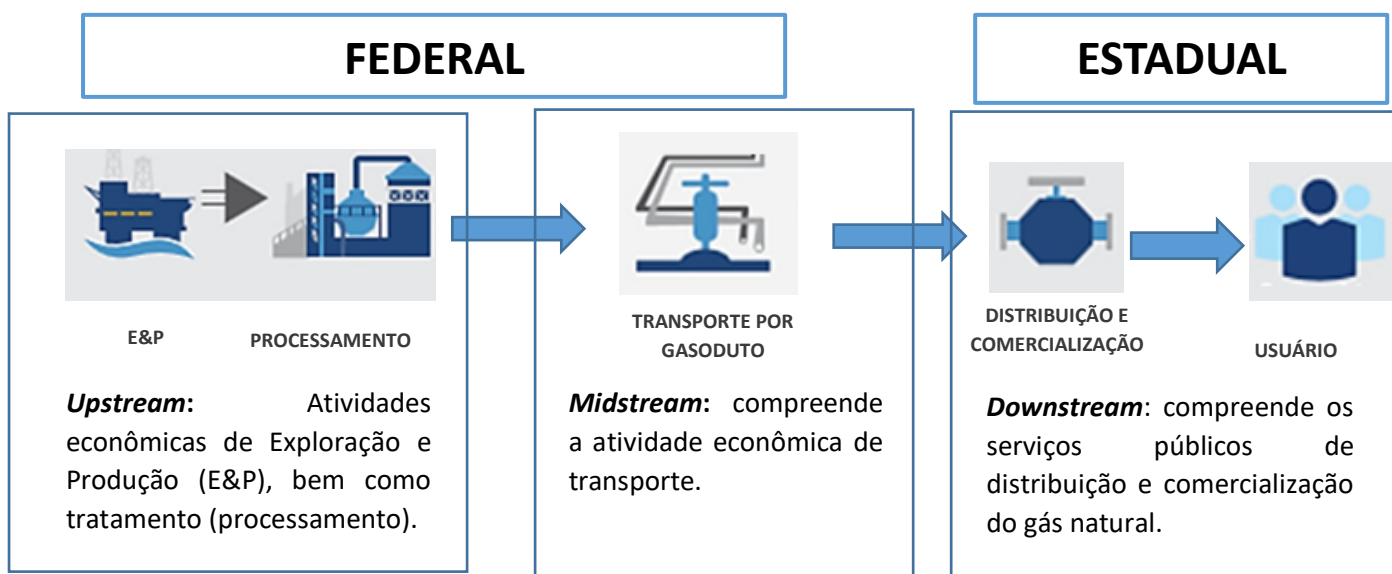 FEDERAL
ESTADUAL
E&P
PROCESSAMENTO
Upstream: Atividades
econômicas de Exploração e
Produção (E&P), bem como
tratamento (processamento).
TRANSPORTE POR
GASODUTO
Midstream: compreende
a atividade econômica de
transporte.
DISTRIBUIÇÃO E
COMERCIALIZAÇÃO
USUÁRIO
Downstream: compreende os
serviços públicos de
distribuição e comercialização
do gás natural.